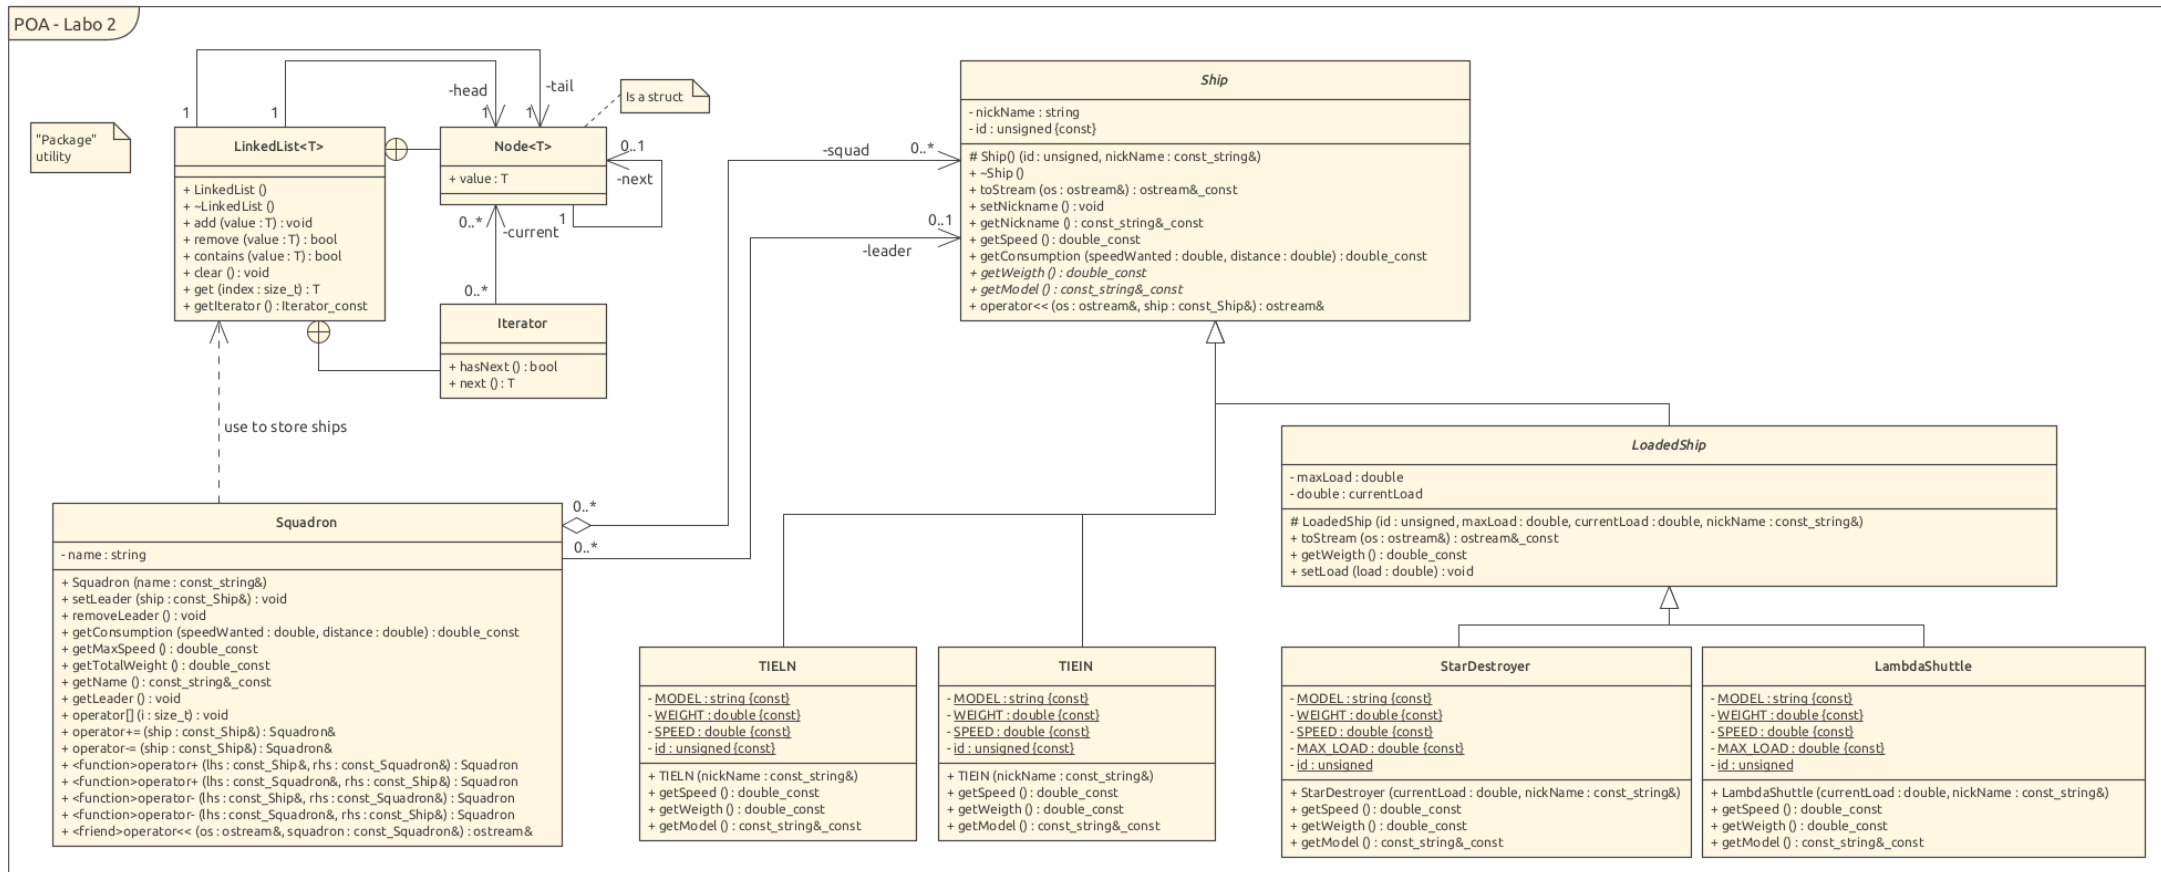 POA - Labo 2
"Package"
utility
1
1
-head
1
-tail
1
Is a struct
LinkedList<T>
+ LinkedList ()
+ ~LinkedList ()
+ add (value : T) : void
+ remove (value : T) : bool
+ contains (value : T) : bool
+ clear () : void
+ get (index : size_t) : T
+ getIterator () : Iterator_const
Node<T>
+ value : T
0..1
-next
1
0..*
-current
0..*
Iterator
+ hasNext () : bool
+ next () : T
use to store ships
Squadron
- name : string
+ Squadron (name : const_string&)
+ setLeader (ship : const_Ship&) : void
+ removeLeader () : void
+ getConsumption (speedWanted : double, distance : double) : double_const
+ getMaxSpeed () : double_const
+ getTotalWeight () : double_const
+ getName () : const_string&_const
+ getLeader () : void
+ operator[] (i : size_t) : void
+ operator+= (ship : const_Ship&) : Squadron&
+ operator-= (ship : const_Ship&) : Squadron&
+ <function>operator+ (lhs : const_Ship&, rhs : const_Squadron&) : Squadron
+ <function>operator+ (lhs : const_Squadron&, rhs : const_Ship&) : Squadron
+ <function>operator- (lhs : const_Ship&, rhs : const_Squadron&) : Squadron
+ <function>operator- (lhs : const_Squadron&, rhs : const_Ship&) : Squadron
+ <friend>operator<< (os : ostream&, squadron : const_Squadron&) : ostream&
0..*
0..*
-squad
0..*
0..1
-leader
Ship
- nickName : string
- id : unsigned {const}
# Ship() (id : unsigned, nickName : const_string&)
+ ~Ship ()
+ toStream (os : ostream&) : ostream&_const
+ setNickname () : void
+ getNickname () : const_string&_const
+ getSpeed () : double_const
+ getConsumption (speedWanted : double, distance : double) : double_const
+ getWeigth () : double_const
+ getModel () : const_string&_const
+ operator<< (os : ostream&, ship : const_Ship&) : ostream&
LoadedShip
- maxLoad : double
- double : currentLoad
# LoadedShip (id : unsigned, maxLoad : double, currentLoad : double, nickName : const_string&)
+ toStream (os : ostream&) : ostream&_const
+ getWeigth () : double_const
+ setLoad (load : double) : void
TIELN
- MODEL : string {const}
- WEIGHT : double {const}
- SPEED : double {const}
- id : unsigned {const}
+ TIELN (nickName : const_string&)
+ getSpeed () : double_const
+ getWeigth () : double_const
+ getModel () : const_string&_const
TIEIN
- MODEL : string {const}
- WEIGHT : double {const}
- SPEED : double {const}
- id : unsigned {const}
+ TIEIN (nickName : const_string&)
+ getSpeed () : double_const
+ getWeigth () : double_const
+ getModel () : const_string&_const
StarDestroyer
- MODEL : string {const}
- WEIGHT : double {const}
- SPEED : double {const}
- MAX_LOAD : double {const}
- id : unsigned
+ StarDestroyer (currentLoad : double, nickName : const_string&)
+ getSpeed () : double_const
+ getWeigth () : double_const
+ getModel () : const_string&_const
LambdaShuttle
- MODEL : string {const}
- WEIGHT : double {const}
- SPEED : double {const}
- MAX_LOAD : double {const}
- id : unsigned
+ LambdaShuttle (currentLoad : double, nickName : const_string&)
+ getSpeed () : double_const
+ getWeigth () : double_const
+ getModel () : const_string&_const